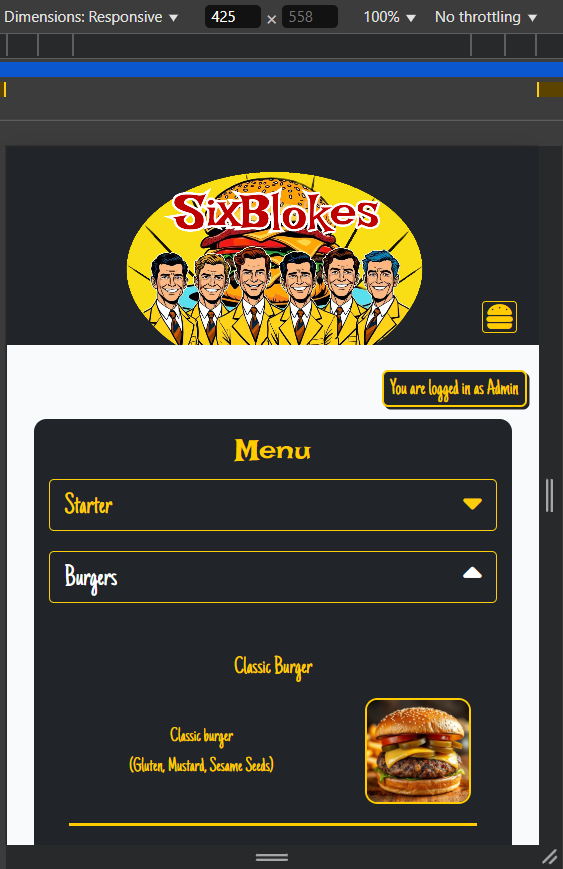 Dimensions: Responsive ▼ 425 × 558 100% ▼ No throttling ▼
SixBlokes
You are logged in as Admin
Menu
Starter
Burgers
Classic Burger
Classic burger
(Gluten, Mustard, Sesame Seeds)